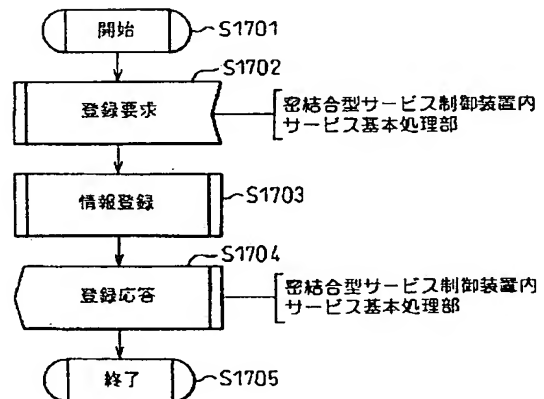 開始
S1701
S1702
登録要求
密結合型サービス制御装置内
サービス基本処理部
情報登録
S1703
S1704
登録応答
密結合型サービス制御装置内
サービス基本処理部
終了
S1705